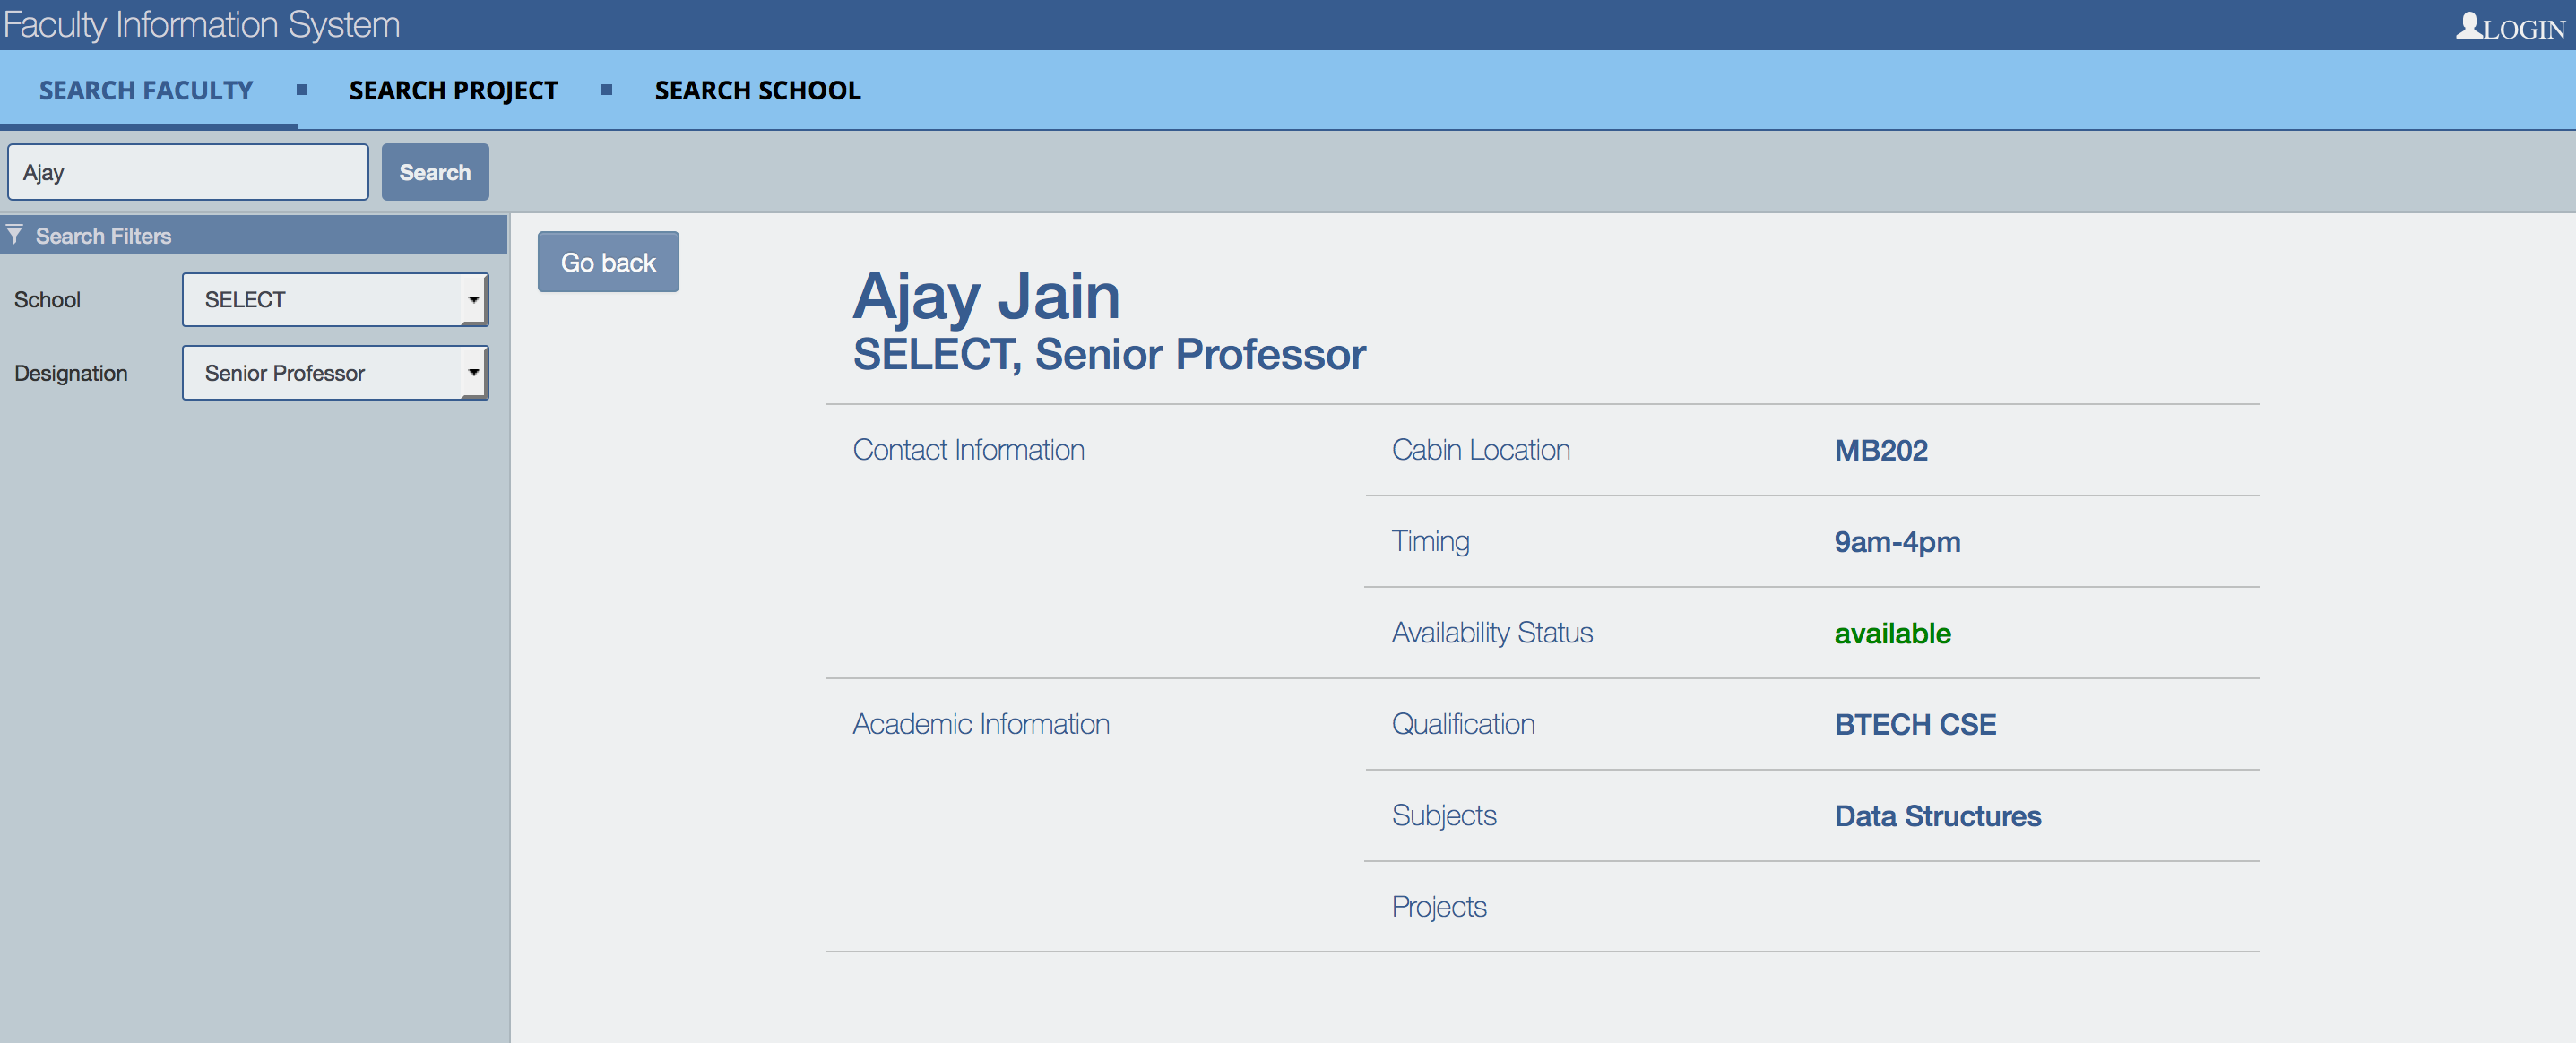 Faculty Information System
LOGIN
SEARCH FACULTY SEARCH PROJECT SEARCH SCHOOL
Ajay Search
Search Filters
School SELECT
Designation Senior Professor
Go back
Ajay Jain
SELECT, Senior Professor
Contact Information Cabin Location MB202
Timing 9am-4pm
Availability Status available
Academic Information Qualification BTECH CSE
Subjects Data Structures
Projects